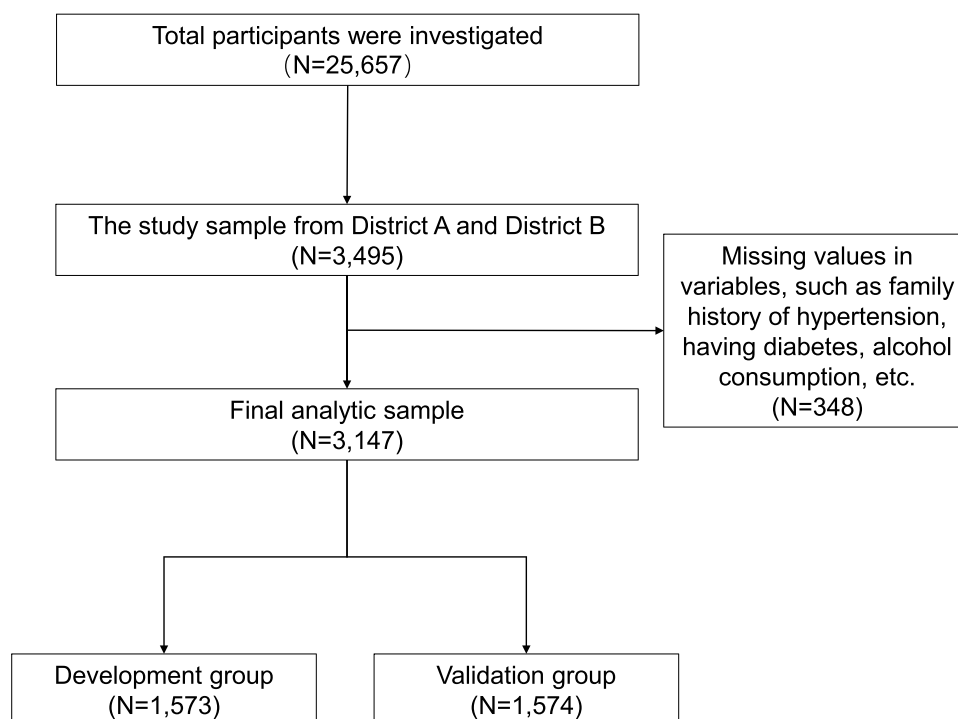 Total participants were investigated
（N=25,657）
The study sample from District A and District B
(N=3,495)
Missing values in
variables, such as family
history of hypertension,
having diabetes, alcohol
consumption, etc.
(N=348)
Final analytic sample
(N=3,147)
Development group
(N=1,573)
Validation group
(N=1,574)